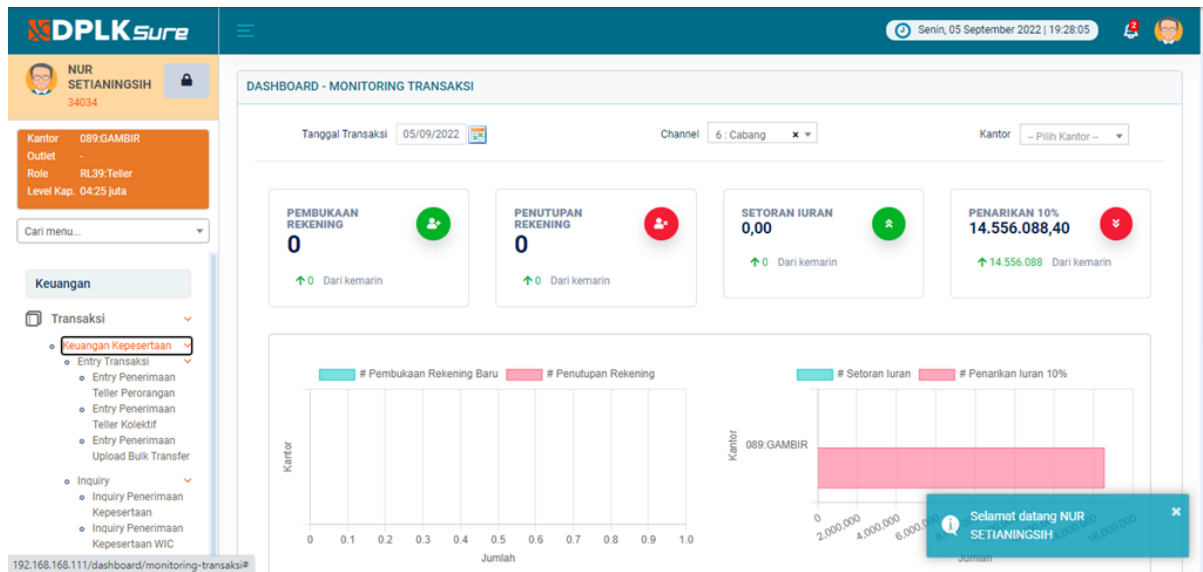 DPLKSure
Senin, 05 September 2022 | 19:28:05
2
NUR
SETIANINGSIH
34034
Kantor 089:GAMBIR
Outlet -
Role RL39:Teller
Level Kap. 04:25 juta
Cari menu...
Keuangan
Transaksi
Keuangan Kepesertaan
Entry Transaksi
Entry Penerimaan
Teller Perorangan
Entry Penerimaan
Teller Kolektif
Entry Penerimaan
Upload Bulk Transfer
Inquiry
Inquiry Penerimaan
Kepesertaan
Inquiry Penerimaan
Kepesertaan WIC
192.168.168.111/dashboard/monitoring-transaksi#
DASHBOARD - MONITORING TRANSAKSI
Tanggal Transaksi 05/09/2022
Channel 6 : Cabang x
Kantor -- Pilih Kantor --
PEMBUKAAN
REKENING
0
0 Dari kemarin
PENUTUPAN
REKENING
0
0 Dari kemarin
SETORAN IURAN
0,00
0 Dari kemarin
PENARIKAN 10%
14.556.088,40
14.556.088 Dari kemarin
# Pembukaan Rekening Baru # Penutupan Rekening
Kantor
0 0.1 0.2 0.3 0.4 0.5 0.6 0.7 0.8 0.9 1.0
Jumlah
# Setoran Iuran # Penarikan Iuran 10%
Kantor
089:GAMBIR
0 2,000,000 4,000,000 6,000,000 16,000,000
Jumlah
Selamat datang NUR
SETIANINGSIH